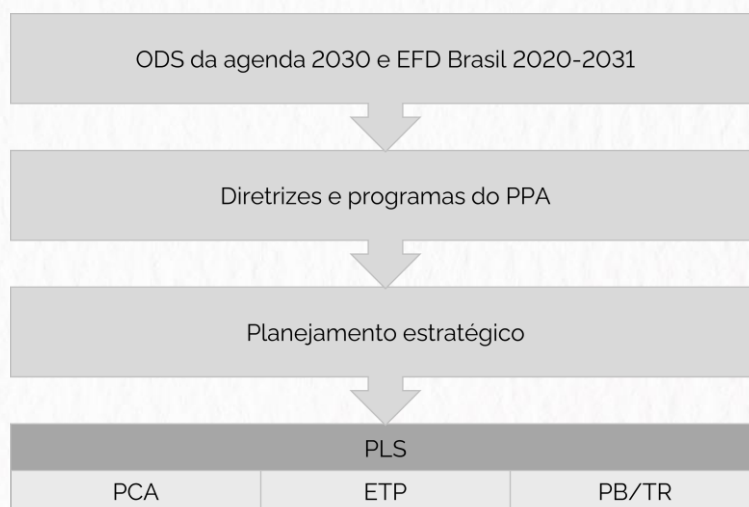 ODS da agenda 2030 e EFD Brasil 2020-2031
Diretrizes e programas do PPA
Planejamento estratégico
PLS
PCA
ETP
PB/TR